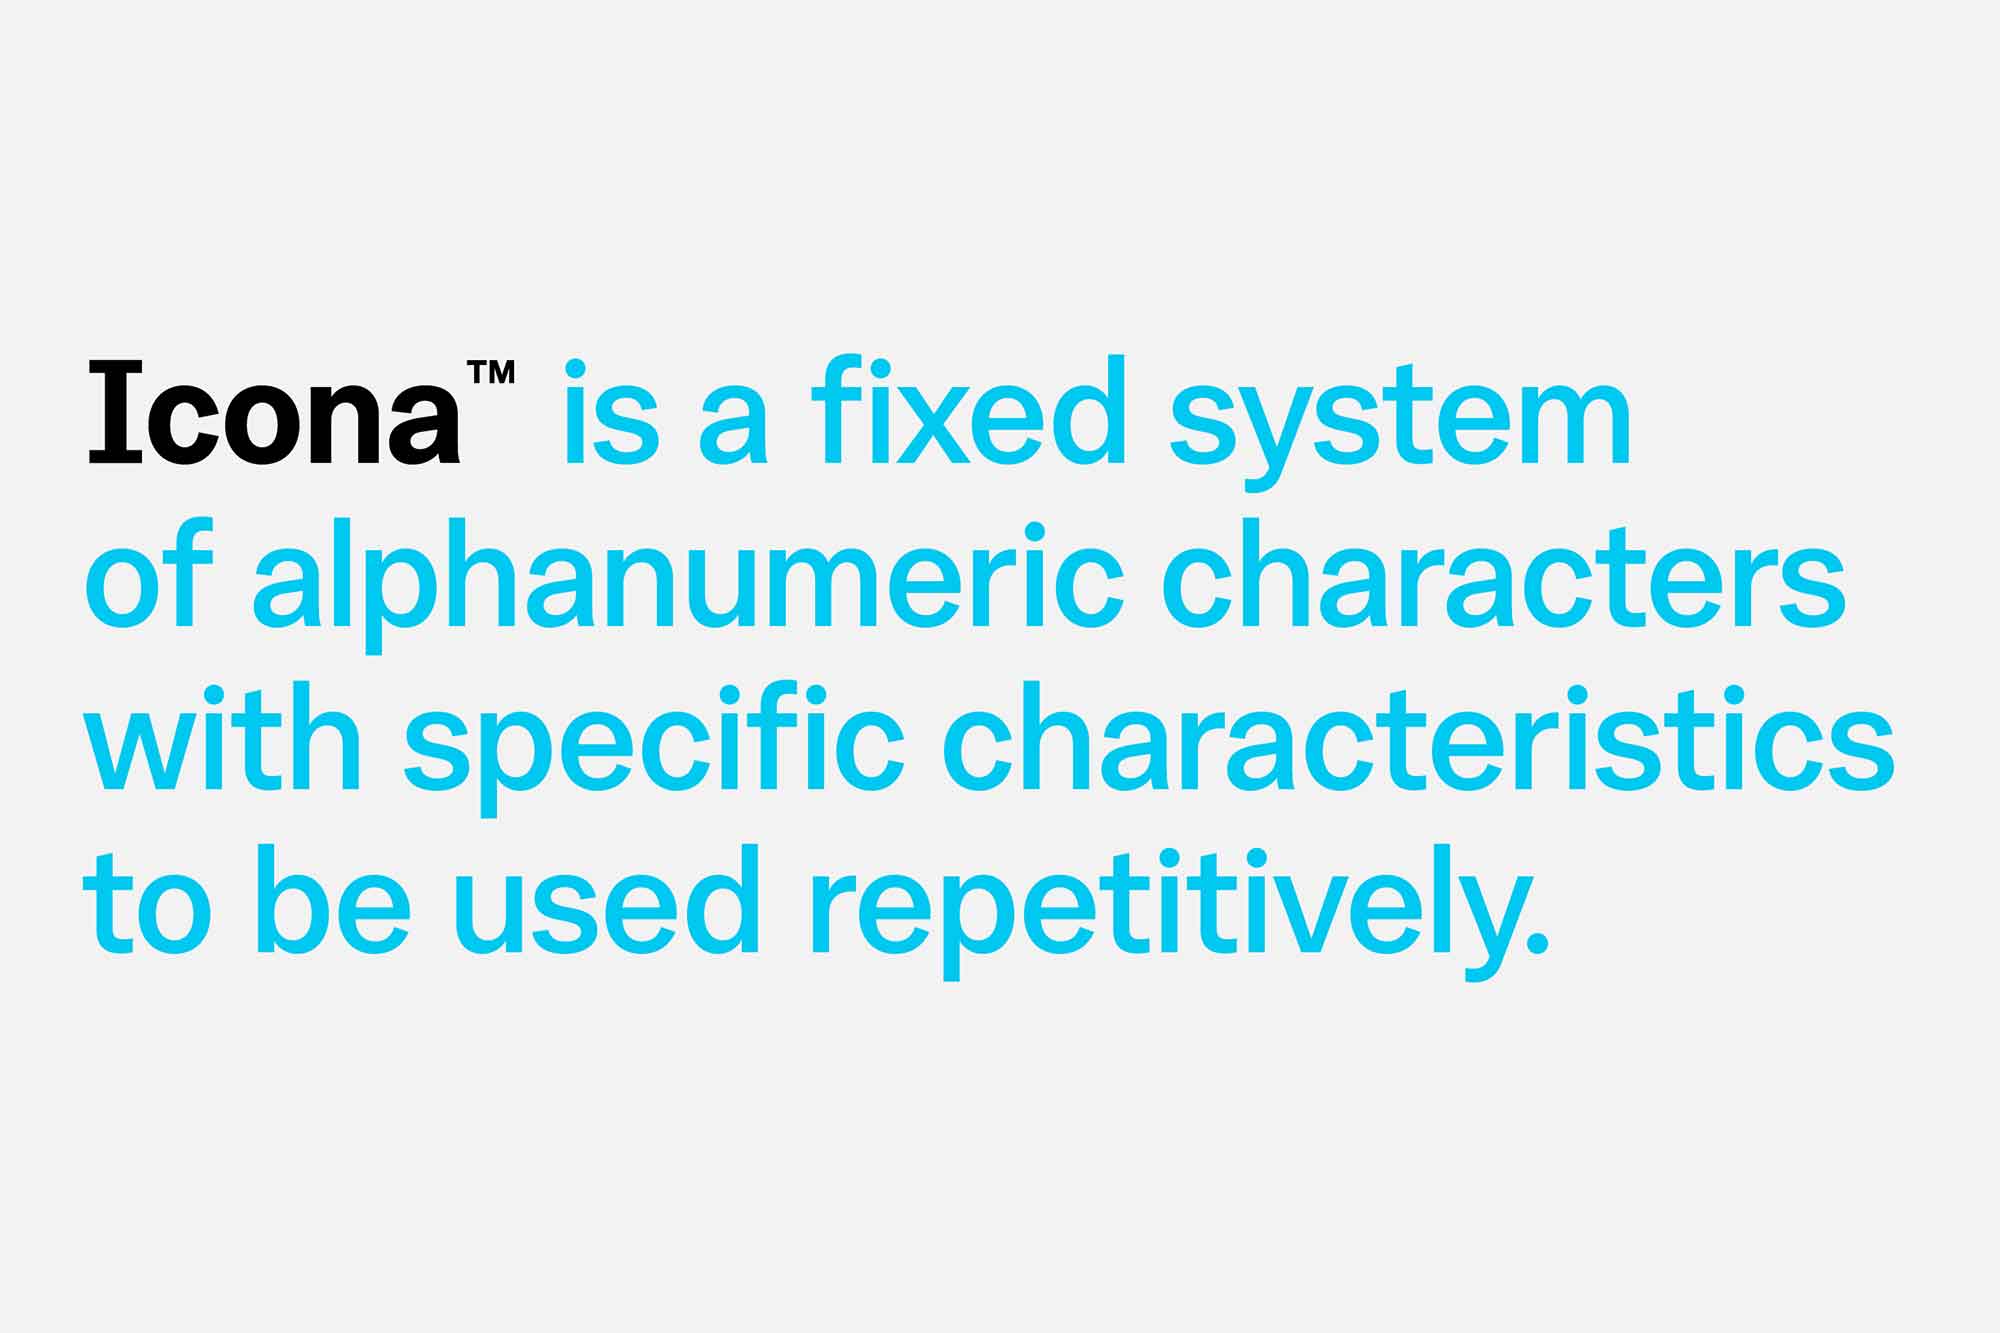 Icona™ is a fixed system
of alphanumeric characters
with specific characteristics
to be used repetitively.